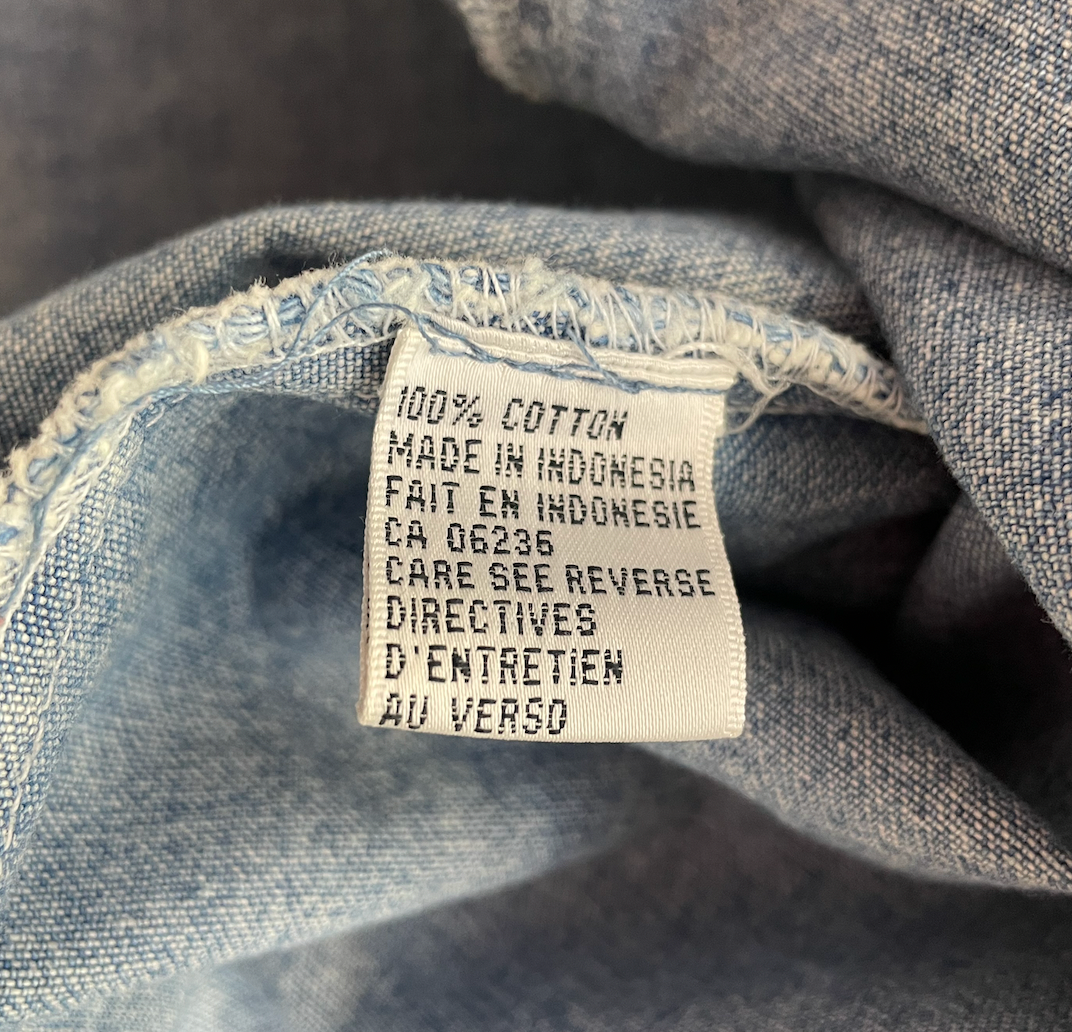 100% COTTON
MADE IN INDONESIA
FAIT EN INDONESIE
CA 06236
CARE SEE REVERSE
DIRECTIVES
D'ENTRETIEN
AU VERSO